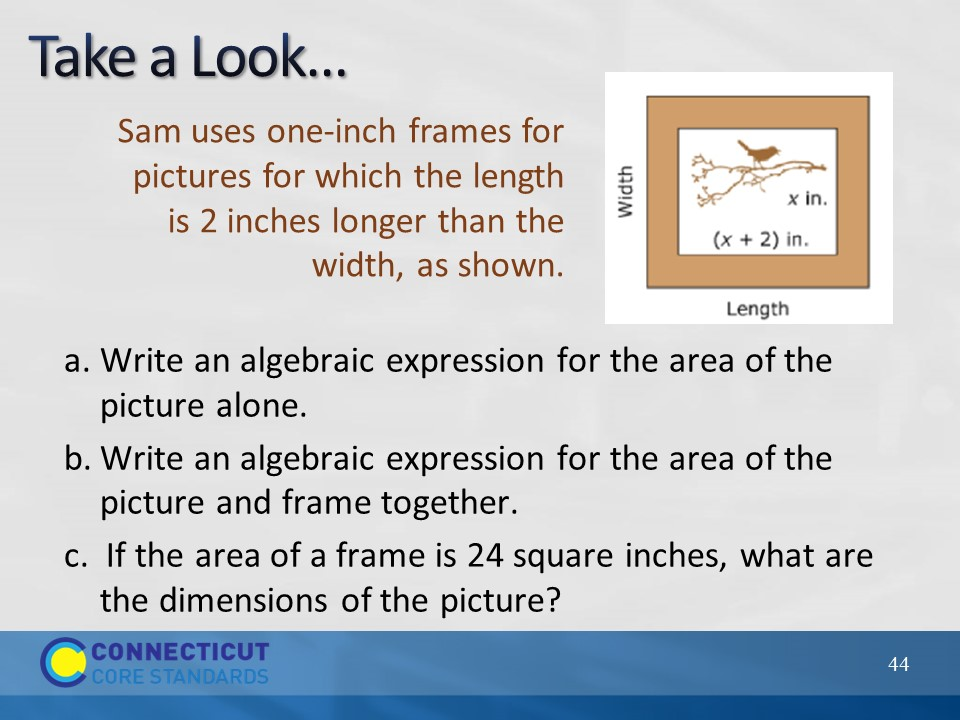 Take a Look...
Sam uses one-inch frames for
pictures for which the length
is 2 inches longer than the
width, as shown.
Width
x in.
(x + 2) in.
Length
a. Write an algebraic expression for the area of the
picture alone.
b. Write an algebraic expression for the area of the
picture and frame together.
c. If the area of a frame is 24 square inches, what are
the dimensions of the picture?
CONNECTICUT
CORE STANDARDS
44